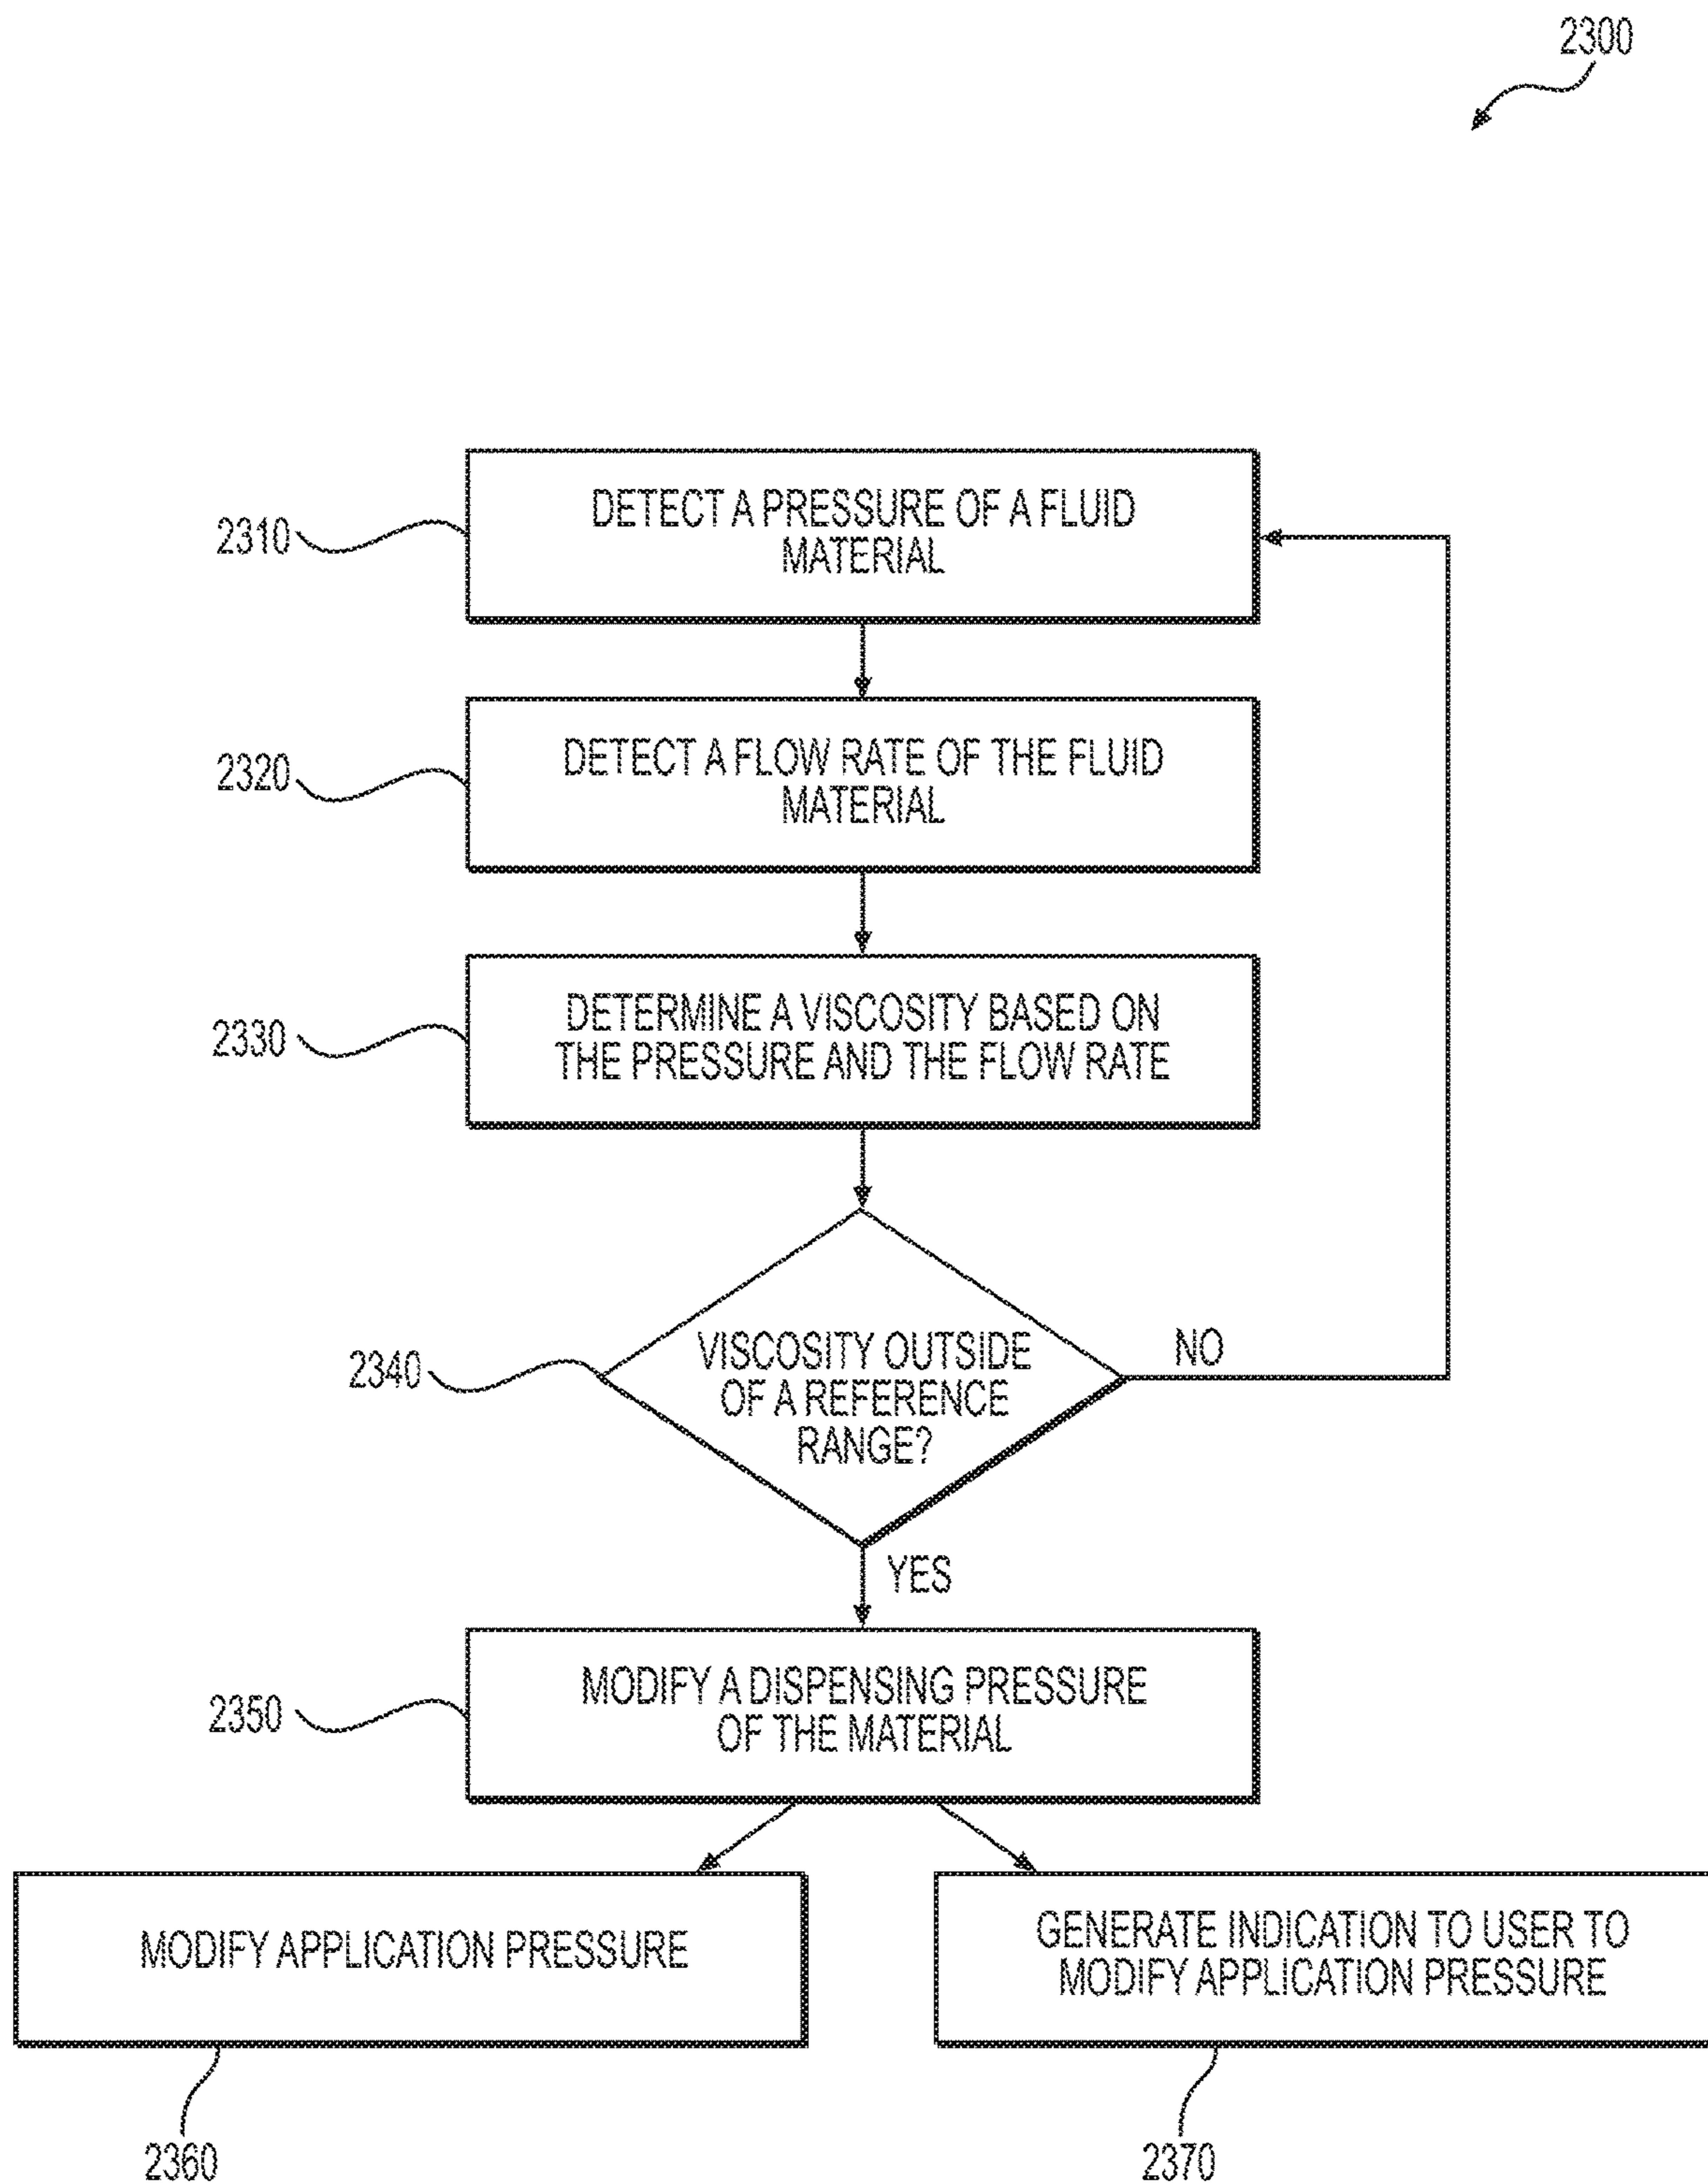 2300
2310
DETECT A PRESSURE OF A FLUID
MATERIAL
2320
DETECT A FLOW RATE OF THE FLUID
MATERIAL
2330
DETERMINE A VISCOSITY BASED ON
THE PRESSURE AND THE FLOW RATE
2340
VISCOSITY OUTSIDE
OF A REFERENCE
RANGE?
NO
YES
2350
MODIFY A DISPENSING PRESSURE
OF THE MATERIAL
MODIFY APPLICATION PRESSURE
GENERATE INDICATION TO USER TO
MODIFY APPLICATION PRESSURE
2360
2370